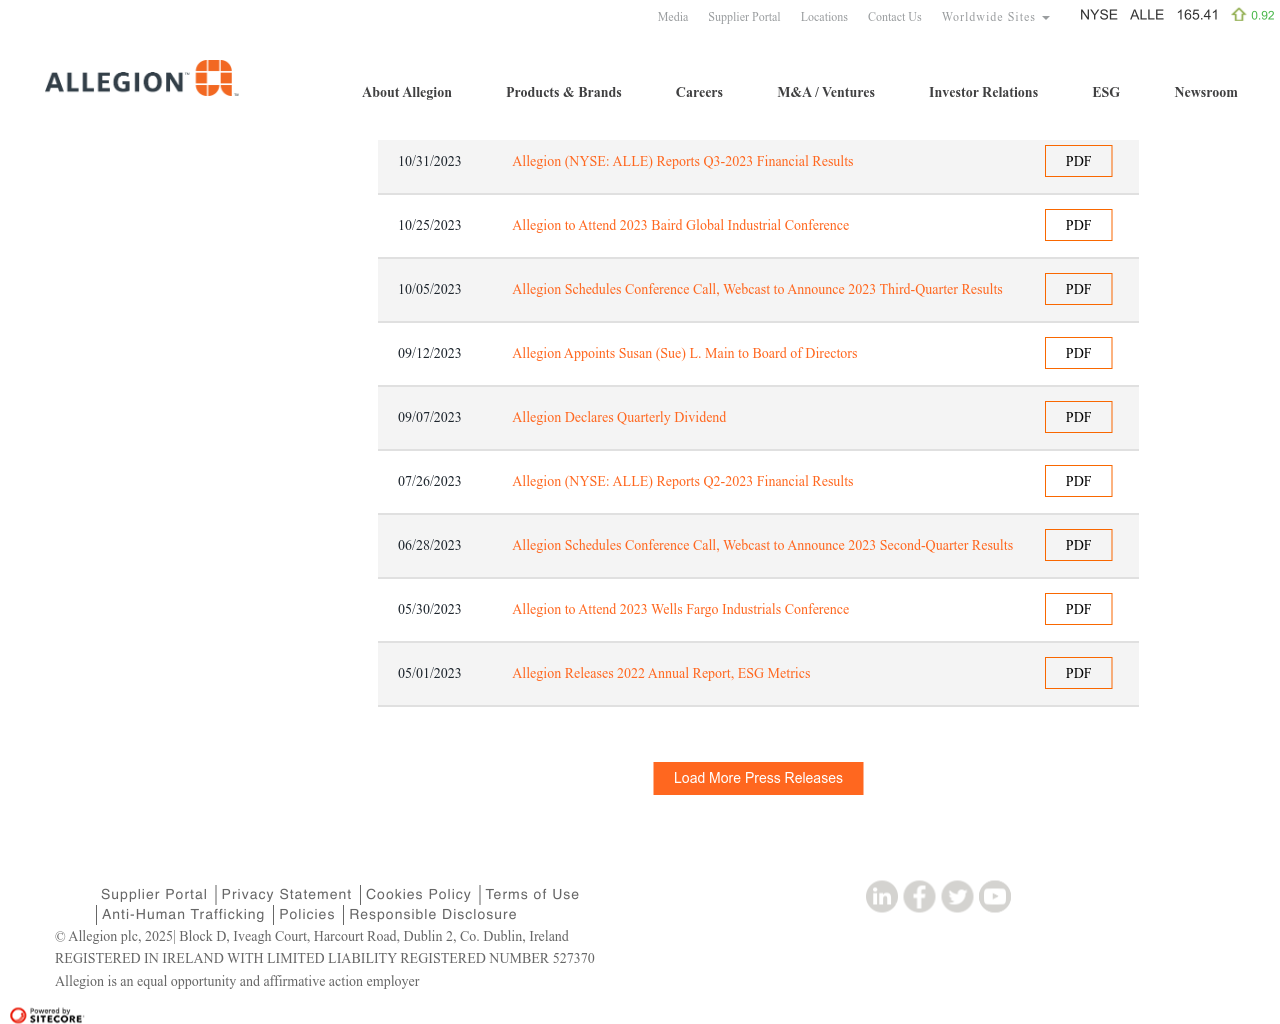 Media Supplier Portal Locations Contact Us Worldwide Sites NYSE ALLE 165.41 0.92
ALLEGION™
About Allegion Products & Brands Careers M&A / Ventures Investor Relations ESG Newsroom
10/31/2023 Allegion (NYSE: ALLE) Reports Q3-2023 Financial Results PDF
10/25/2023 Allegion to Attend 2023 Baird Global Industrial Conference PDF
10/05/2023 Allegion Schedules Conference Call, Webcast to Announce 2023 Third-Quarter Results PDF
09/12/2023 Allegion Appoints Susan (Sue) L. Main to Board of Directors PDF
09/07/2023 Allegion Declares Quarterly Dividend PDF
07/26/2023 Allegion (NYSE: ALLE) Reports Q2-2023 Financial Results PDF
06/28/2023 Allegion Schedules Conference Call, Webcast to Announce 2023 Second-Quarter Results PDF
05/30/2023 Allegion to Attend 2023 Wells Fargo Industrials Conference PDF
05/01/2023 Allegion Releases 2022 Annual Report, ESG Metrics PDF
Load More Press Releases
Supplier Portal Privacy Statement Cookies Policy Terms of Use
Anti-Human Trafficking Policies Responsible Disclosure
© Allegion plc, 2025| Block D, Iveagh Court, Harcourt Road, Dublin 2, Co. Dublin, Ireland
REGISTERED IN IRELAND WITH LIMITED LIABILITY REGISTERED NUMBER 527370
Allegion is an equal opportunity and affirmative action employer
Powered by
SITECORE